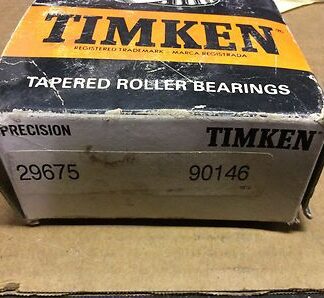 TIMKEN
REGISTERED TRADEMARK - MARCA REGISTRADA
TAPERED ROLLER BEARINGS
PRECISION TIMKEN
29675 90146